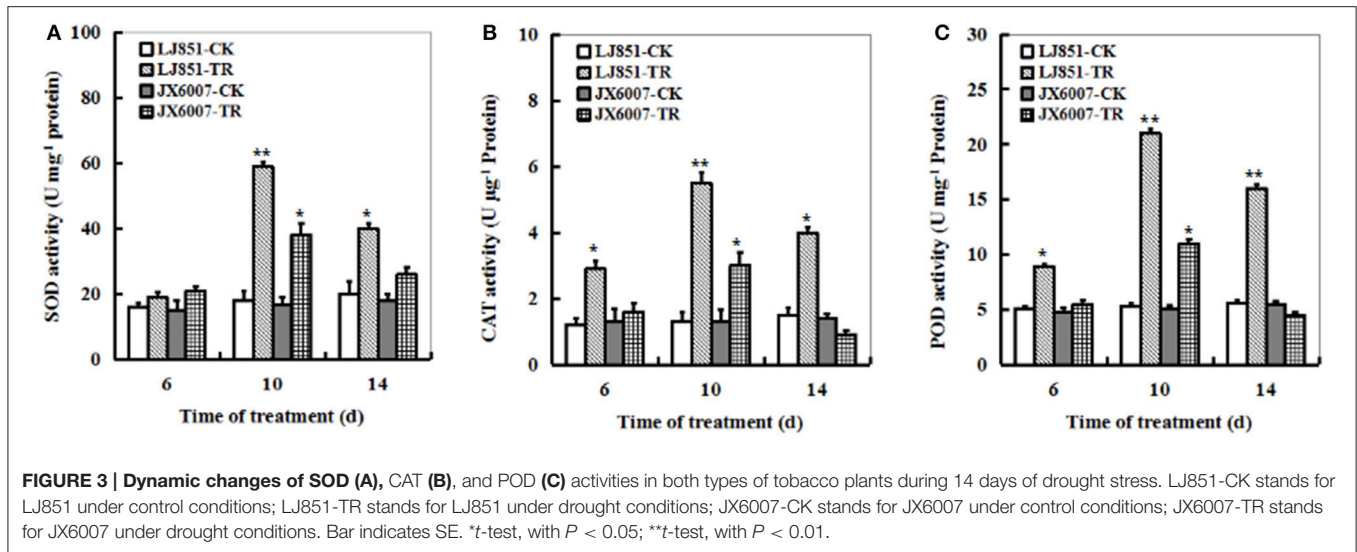 A
LJ851-CK
LJ851-TR
JX6007-CK
JX6007-TR
SOD activity (U mg⁻¹ protein)
100
80
60
40
20
0
**
*
*
6 10 14
Time of treatment (d)
B
LJ851-CK
LJ851-TR
JX6007-CK
JX6007-TR
CAT activity (U µg⁻¹ Protein)
10
8
6
4
2
0
*
**
*
*
6 10 14
Time of treatment (d)
C
LJ851-CK
LJ851-TR
JX6007-CK
JX6007-TR
POD activity (U mg⁻¹ Protein)
30
25
20
15
10
5
0
*
**
*
**
6 10 14
Time of treatment (d)
FIGURE 3 | Dynamic changes of SOD (A), CAT (B), and POD (C) activities in both types of tobacco plants during 14 days of drought stress. LJ851-CK stands for
LJ851 under control conditions; LJ851-TR stands for LJ851 under drought conditions; JX6007-CK stands for JX6007 under control conditions; JX6007-TR stands
for JX6007 under drought conditions. Bar indicates SE. *t-test, with P < 0.05; **t-test, with P < 0.01.